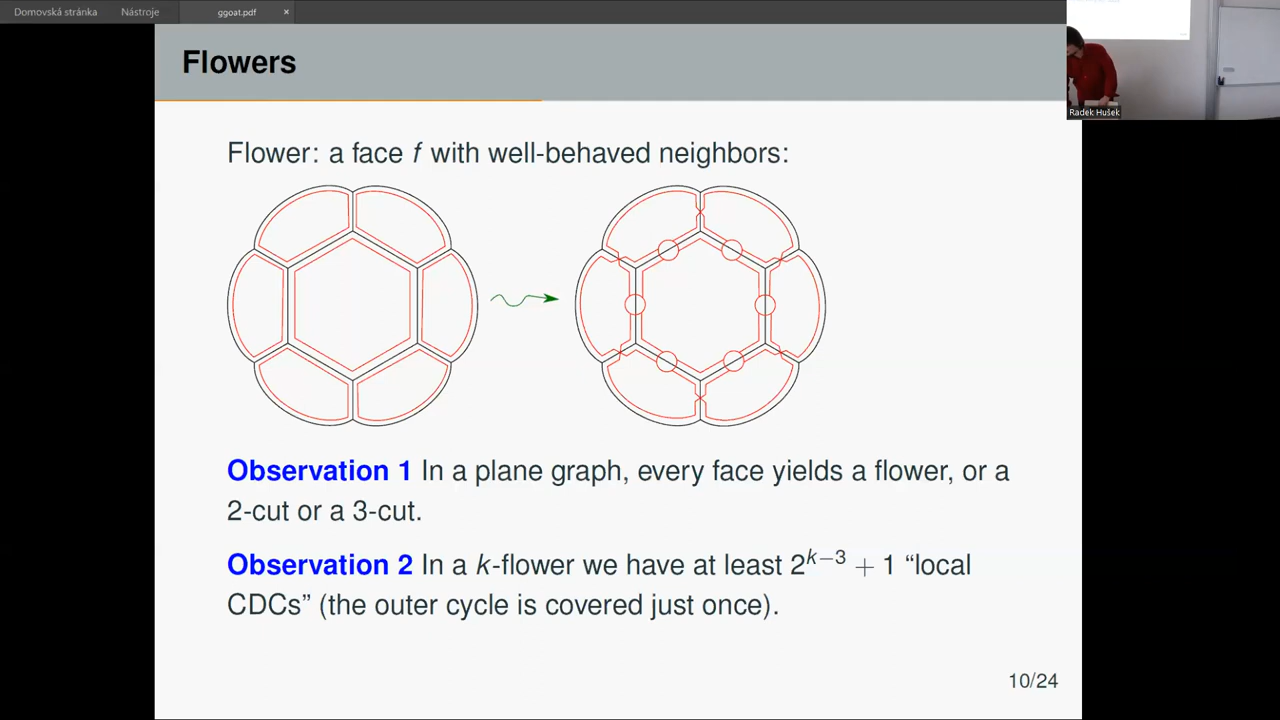 Domovská stránka
Nástroje
ggoat.pdf
×
Flowers
Radek Hušek
Flower: a face f with well-behaved neighbors:
Observation 1 In a plane graph, every face yields a flower, or a
2-cut or a 3-cut.
Observation 2 In a k-flower we have at least 2^{k−3} + 1 “local
CDCs” (the outer cycle is covered just once).
10/24